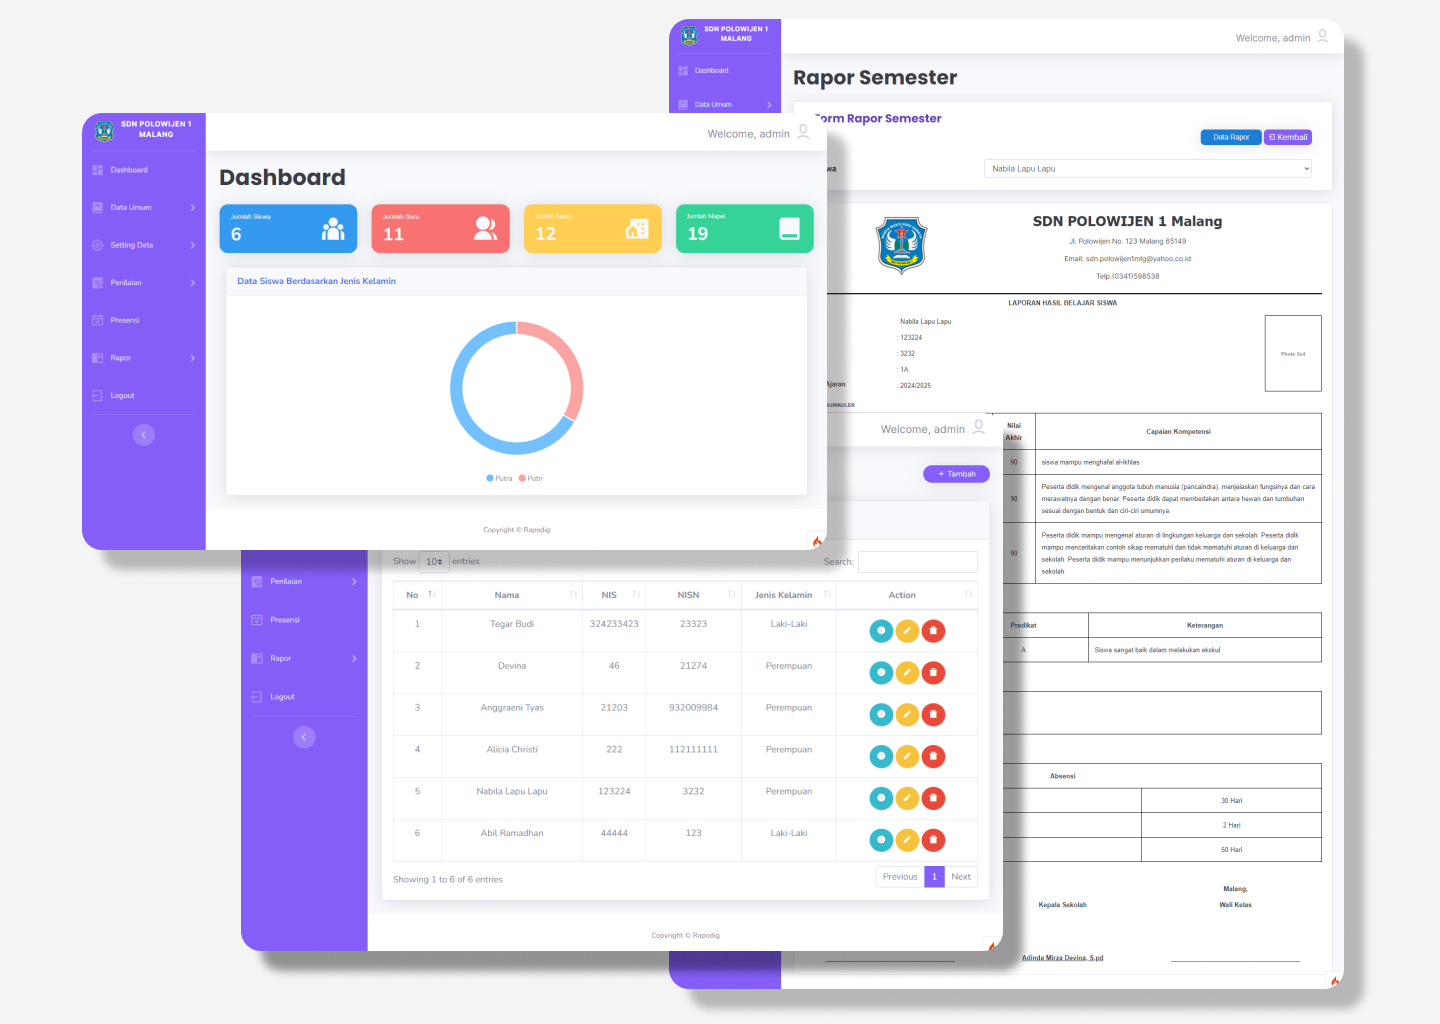 SDN POLOWIJEN 1
MALANG
Welcome, admin
Dashboard
Data Umum
Rapor Semester
Form Rapor Semester
Data Rapor
Kembali
wa
Nabila Lapu Lapu
SDN POLOWIJEN 1 Malang
Jl. Polowijen No. 123 Malang 65149
Email: sdn.polowijen1mlg@yahoo.co.id
Telp.(0341)598538
LAPORAN HASIL BELAJAR SISWA
: Nabila Lapu Lapu
: 123224
: 3232
: 1A
Ajaran
: 2024/2025
Photo 3x4
KURIKULER
Nilai
Akhir
Capaian Kompetensi
90
siswa mampu menghafal al-ikhlas
90
Peserta didik mengenal anggota tubuh manusia (pancaindra), menjelaskan fungsinya dan cara
merawatnya dengan benar. Peserta didik dapat membedakan antara hewan dan tumbuhan
sesuai dengan bentuk dan ciri-ciri umumnya.
90
Peserta didik mampu mengenal aturan di lingkungan keluarga dan sekolah. Peserta didik
mampu menceritakan contoh sikap mematuhi dan tidak mematuhi aturan di keluarga dan
sekolah. Peserta didik mampu menunjukkan perilaku mematuhi aturan di keluarga dan
sekolah.
Predikat
Keterangan
A
Siswa sangat baik dalam melakukan ekskul
Absensi
30 Hari
2 Hari
50 Hari
Malang,
Kepala Sekolah
Wali Kelas
Adinda Mirza Devina, S.pd
SDN POLOWIJEN 1
MALANG
Welcome, admin
Dashboard
Data Umum
Setting Data
Penilaian
Presensi
Rapor
Logout
Dashboard
Jumlah Siswa
6
Jumlah Guru
11
Jumlah Kelas
12
Jumlah Mapel
19
Data Siswa Berdasarkan Jenis Kelamin
Putra
Putri
Copyright © Rapodig
Welcome, admin
+ Tambah
Penilaian
Presensi
Rapor
Logout
Show 10 entries
Search:
No
Nama
NIS
NISN
Jenis Kelamin
Action
1 Tegar Budi 324233423 23323 Laki-Laki
2 Devina 46 21274 Perempuan
3 Anggraeni Tyas 21203 932009984 Perempuan
4 Alicia Christi 222 112111111 Perempuan
5 Nabila Lapu Lapu 123224 3232 Perempuan
6 Abil Ramadhan 44444 123 Laki-Laki
Showing 1 to 6 of 6 entries
Previous 1 Next
Copyright © Rapodig